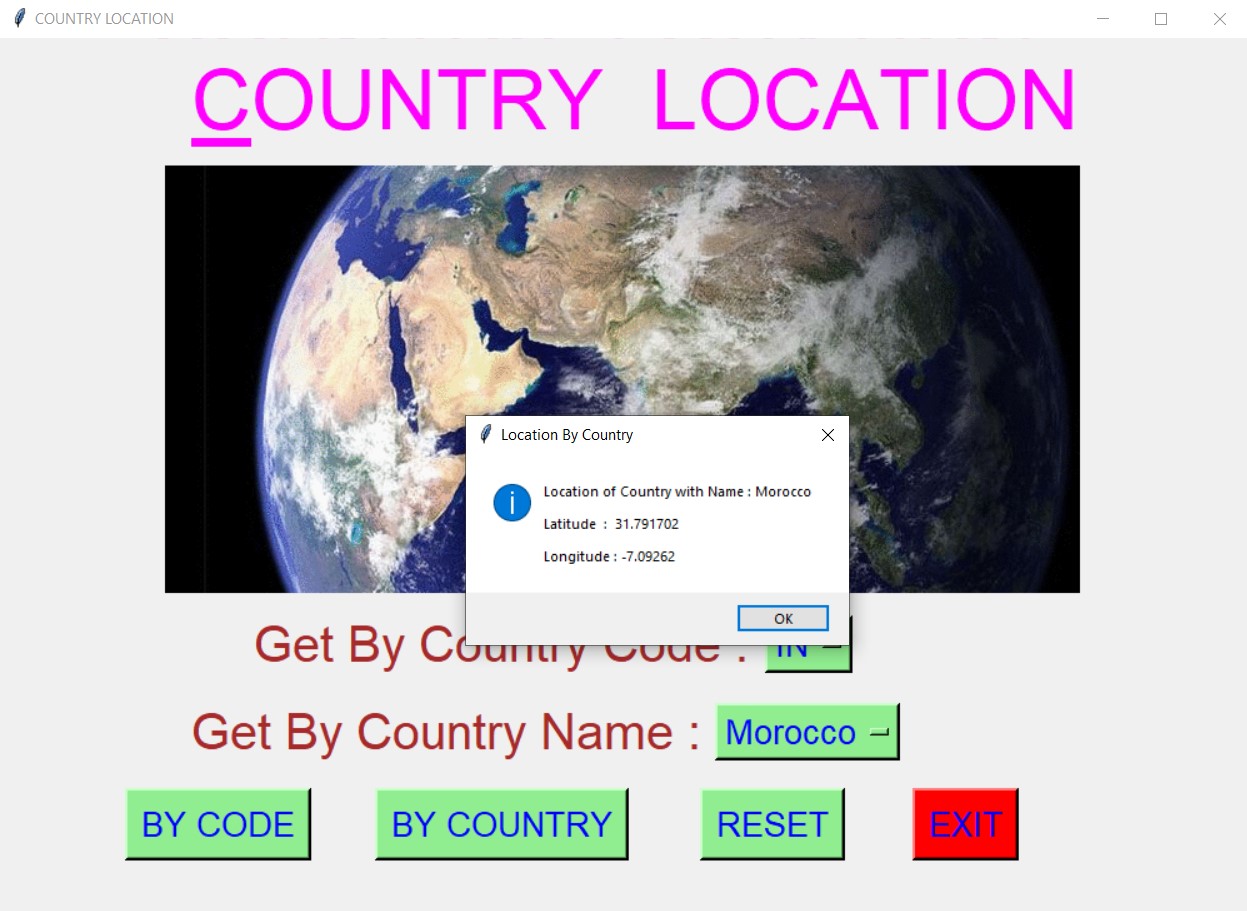 COUNTRY LOCATION
COUNTRY LOCATION
Location By Country
Location of Country with Name : Morocco
Latitude : 31.791702
Longitude : -7.09262
OK
Get By Country Code : IN
Get By Country Name : Morocco
BY CODE BY COUNTRY RESET EXIT